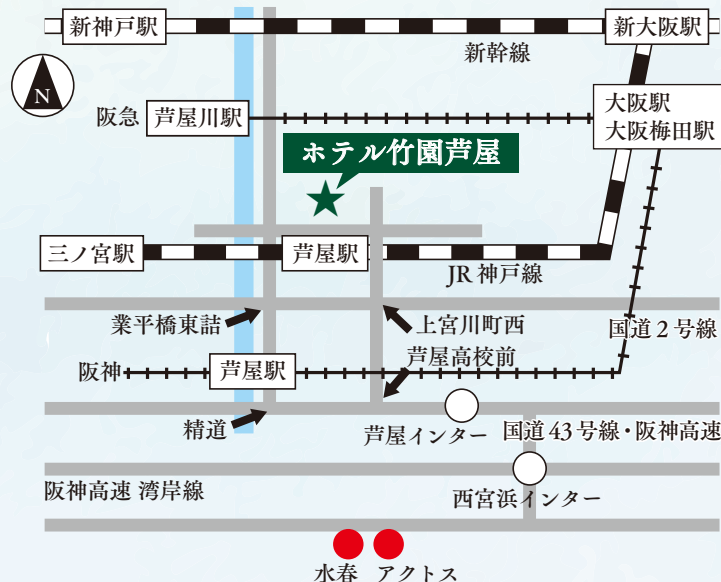 新神戸駅
新大阪駅
新幹線
N
阪急
芦屋川駅
大阪駅
大阪梅田駅
ホテル竹園芦屋
三ノ宮駅
芦屋駅
JR神戸線
業平橋東詰
上宮川町西
国道2号線
芦屋高校前
阪神
芦屋駅
精道
芦屋インター
国道43号線・阪神高速
阪神高速 湾岸線
西宮浜インター
水春
アクトス